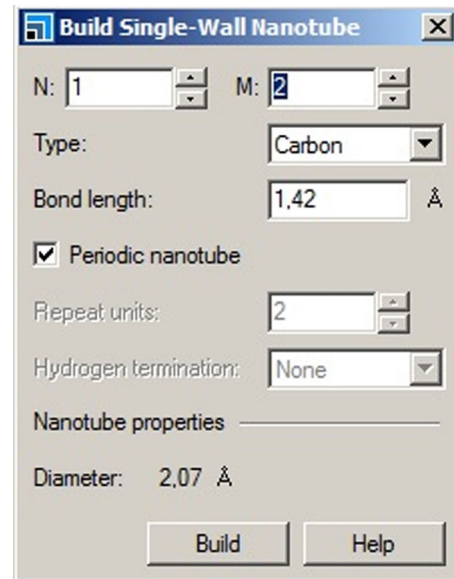 Build Single-Wall Nanotube
N: 1 M: 2
Type: Carbon
Bond length: 1,42 Å
Periodic nanotube
Repeat units: 2
Hydrogen termination: None
Nanotube properties
Diameter: 2,07 Å
Build Help